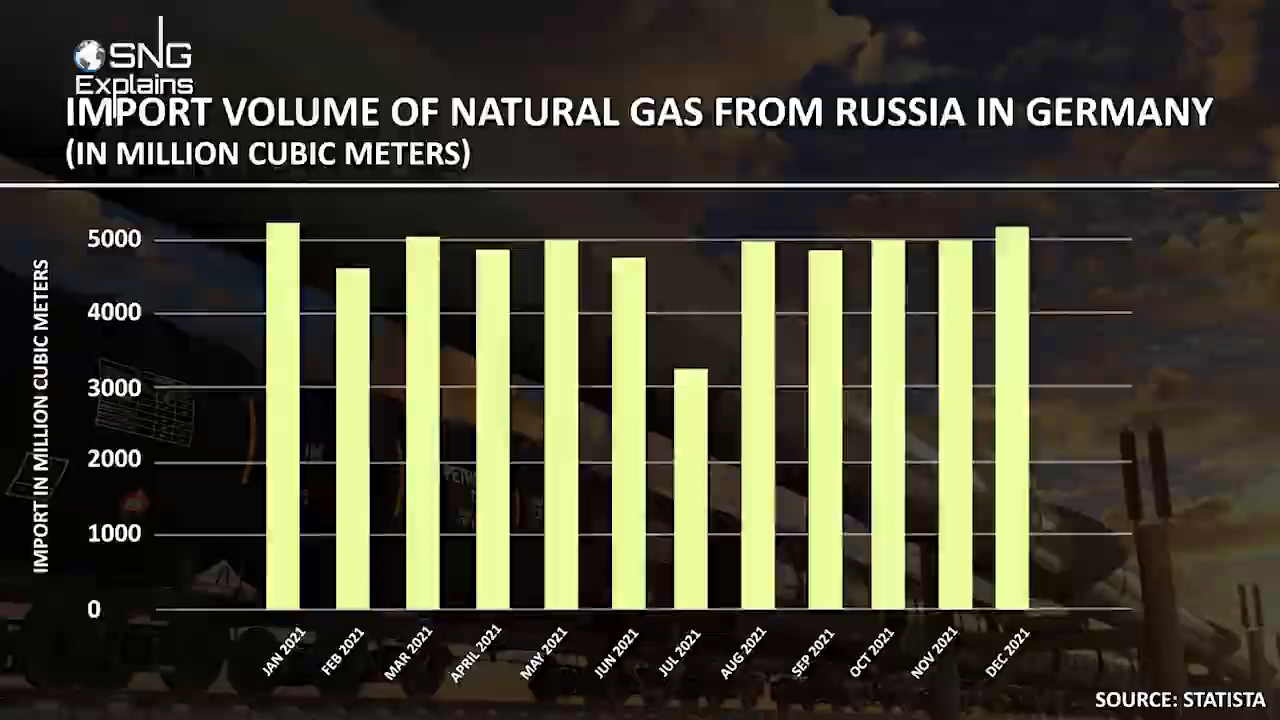 SNG
Explains
IMPORT VOLUME OF NATURAL GAS FROM RUSSIA IN GERMANY
(IN MILLION CUBIC METERS)
IMPORT IN MILLION CUBIC METERS
5000
4000
3000
2000
1000
0
JAN 2021
FEB 2021
MAR 2021
APRIL 2021
MAY 2021
JUN 2021
JUL 2021
AUG 2021
SEP 2021
OCT 2021
NOV 2021
DEC 2021
SOURCE: STATISTA